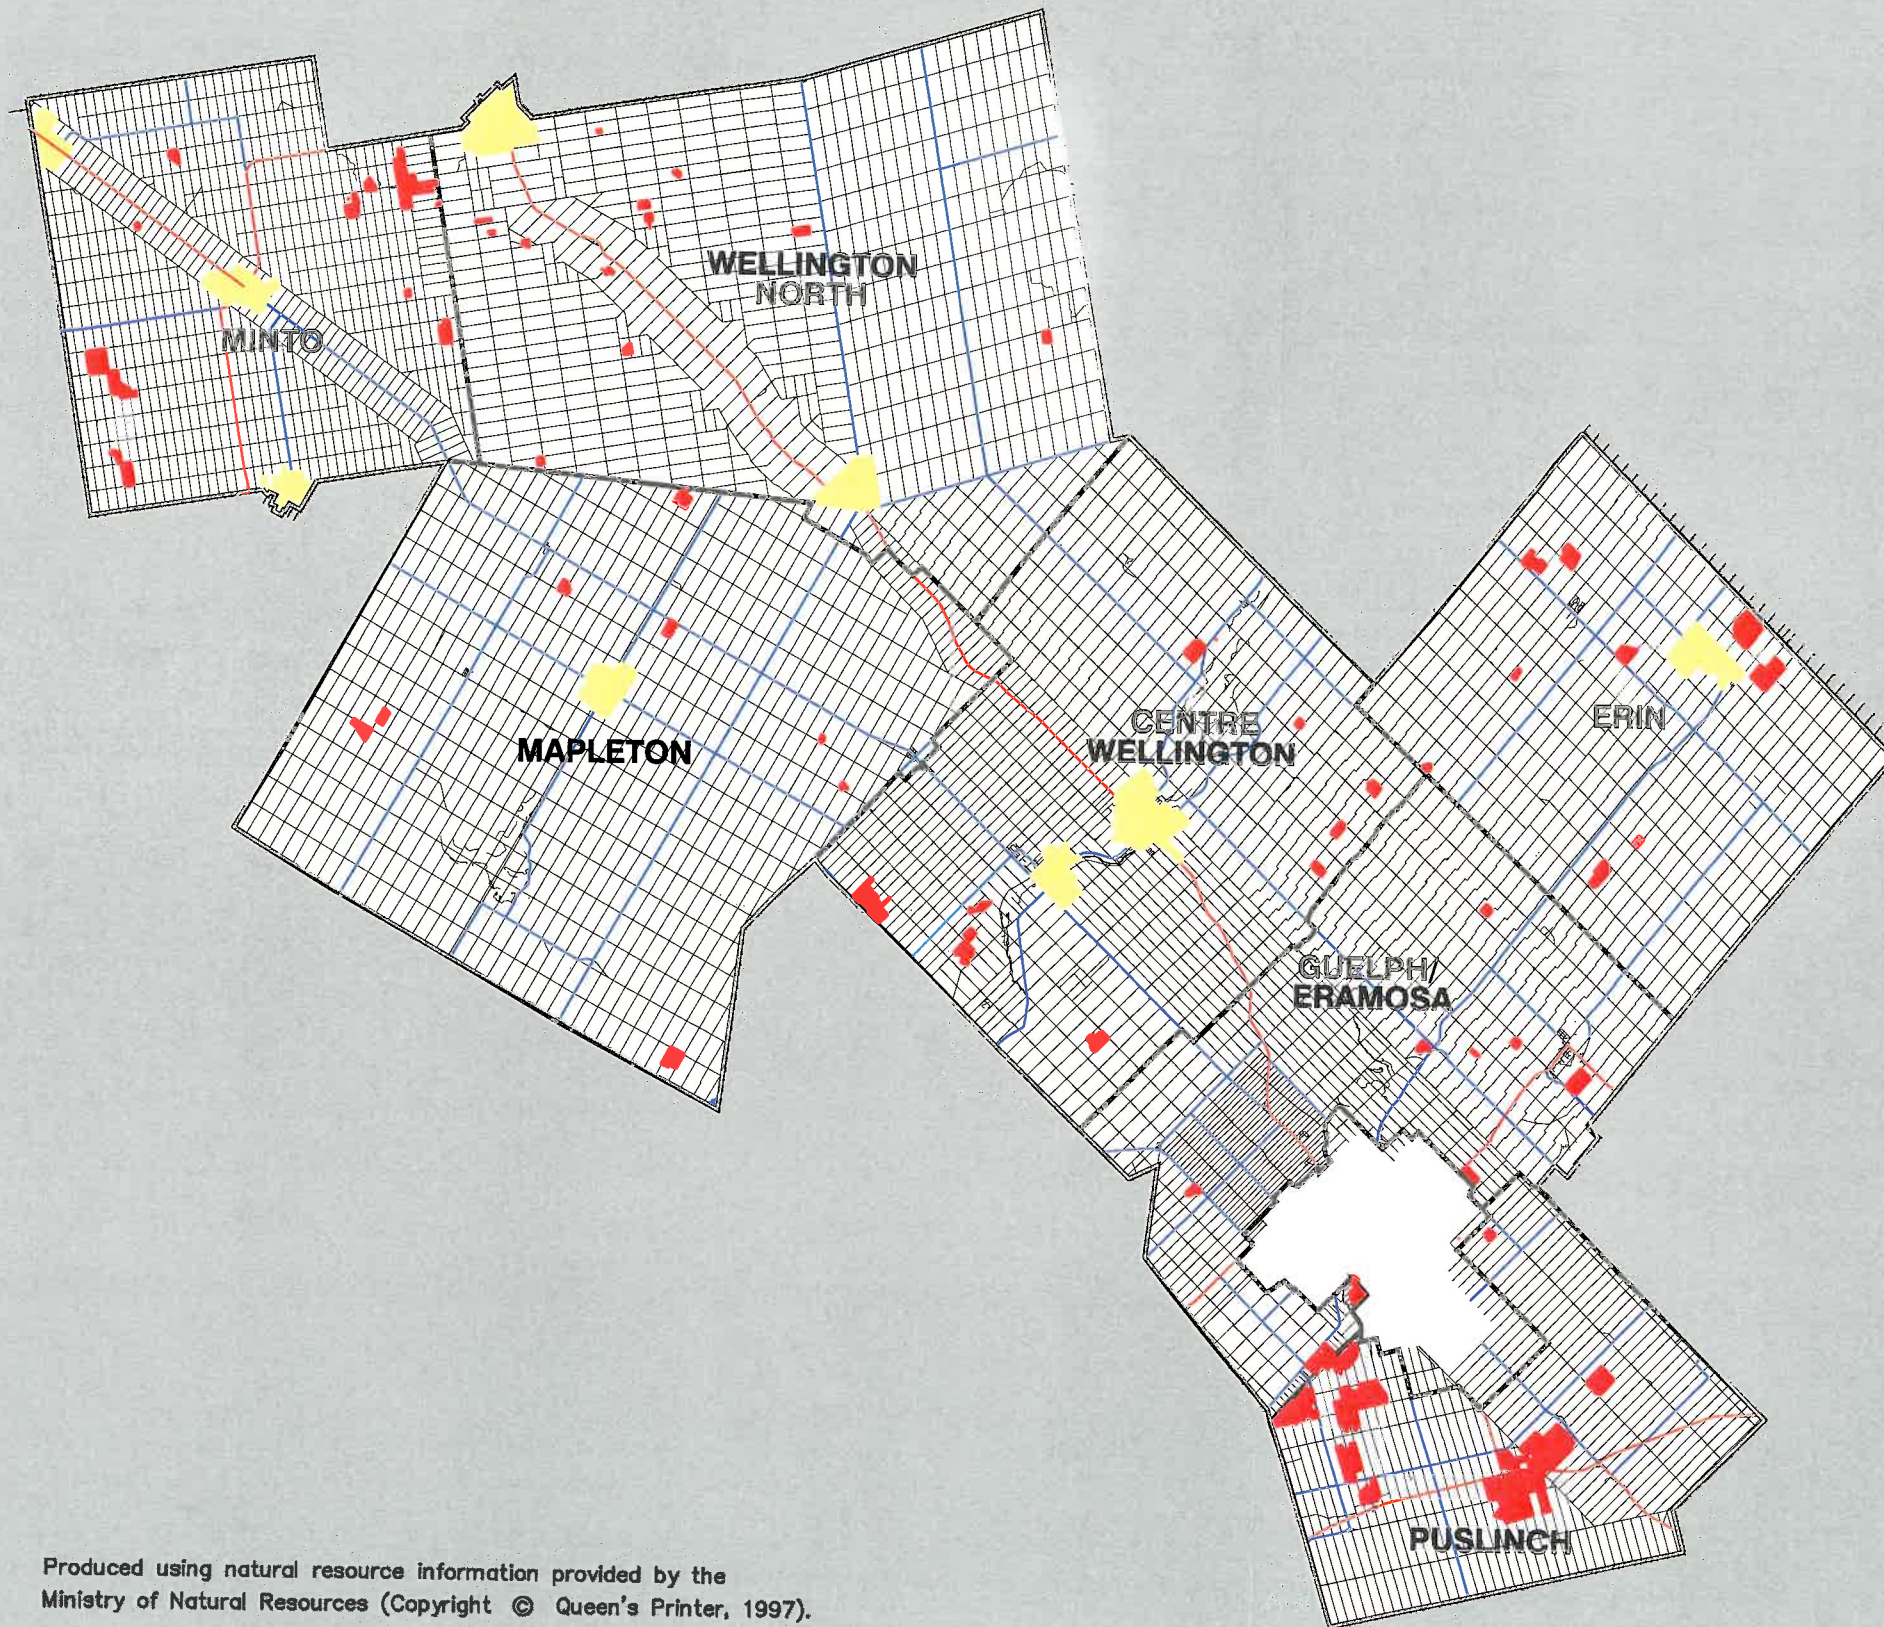 WELLINGTON
NORTH
MINTO
MAPLETON
CENTRE
WELLINGTON
ERIN
GUELPH/
ERAMOSA
PUSLINCH
Produced using natural resource information provided by the
Ministry of Natural Resources (Copyright © Queen's Printer, 1997).